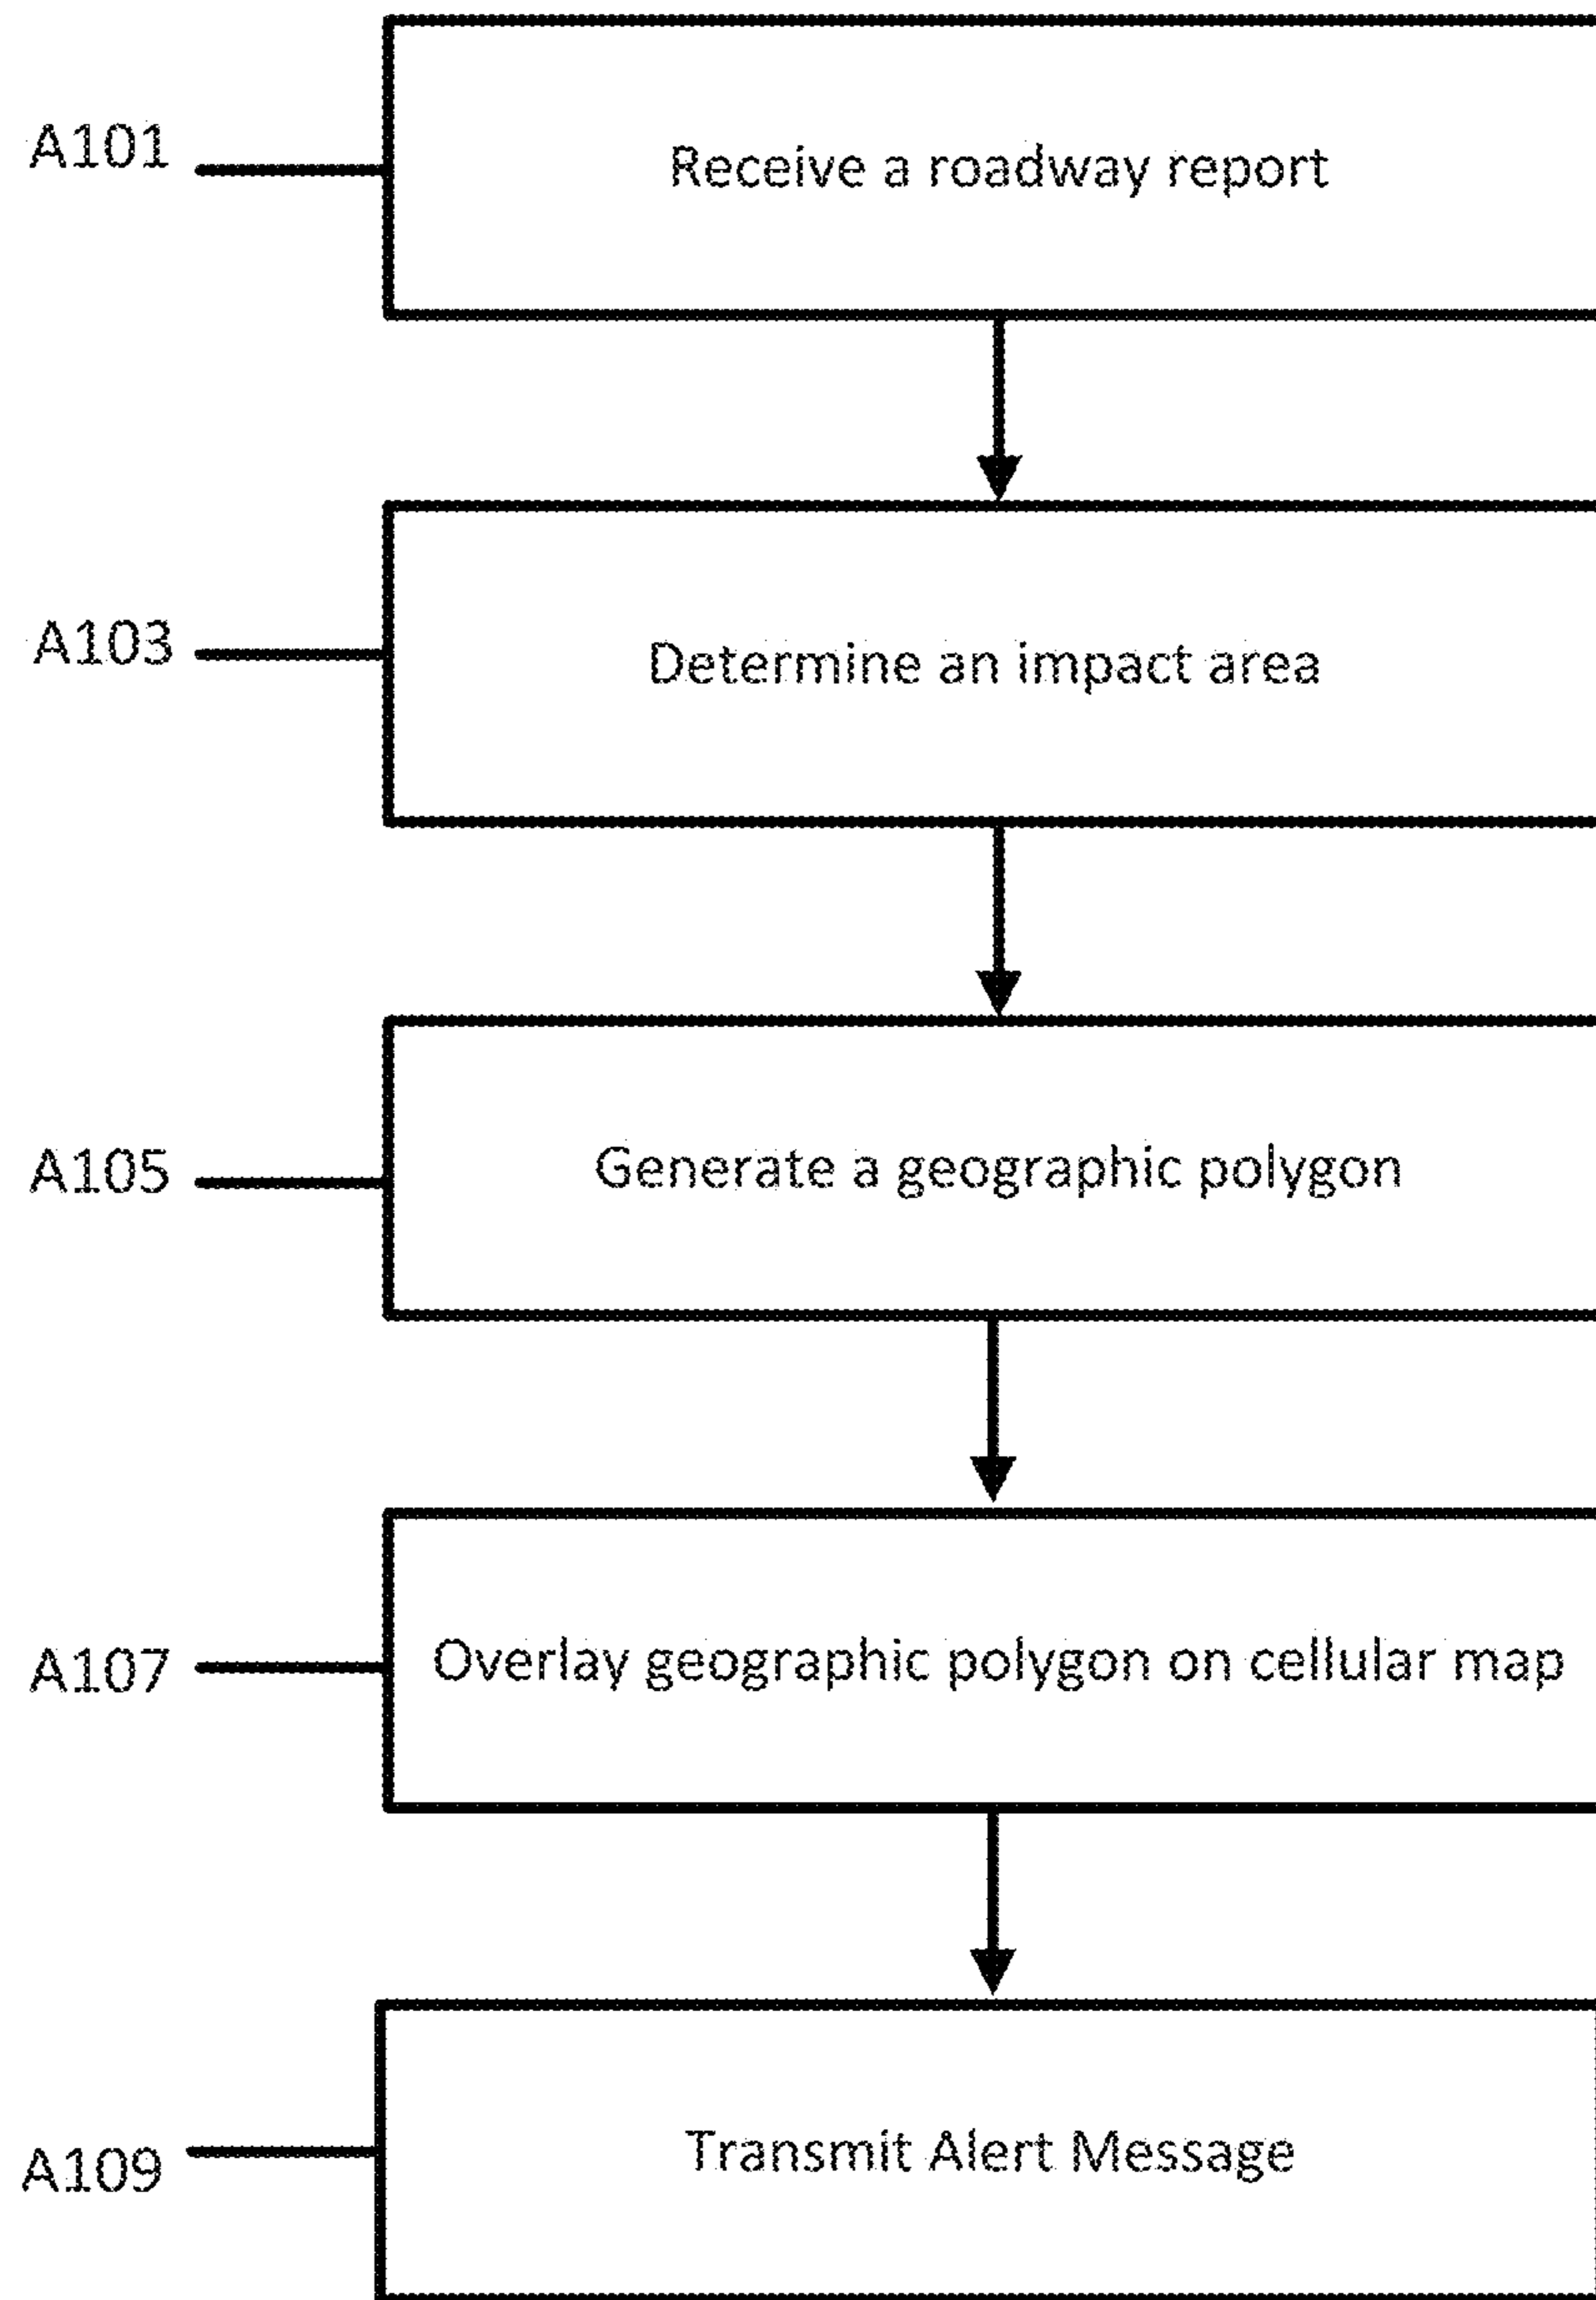 A101
Receive a roadway report
A103
Determine an impact area
A105
Generate a geographic polygon
A107
Overlay geographic polygon on cellular map
A109
Transmit Alert Message